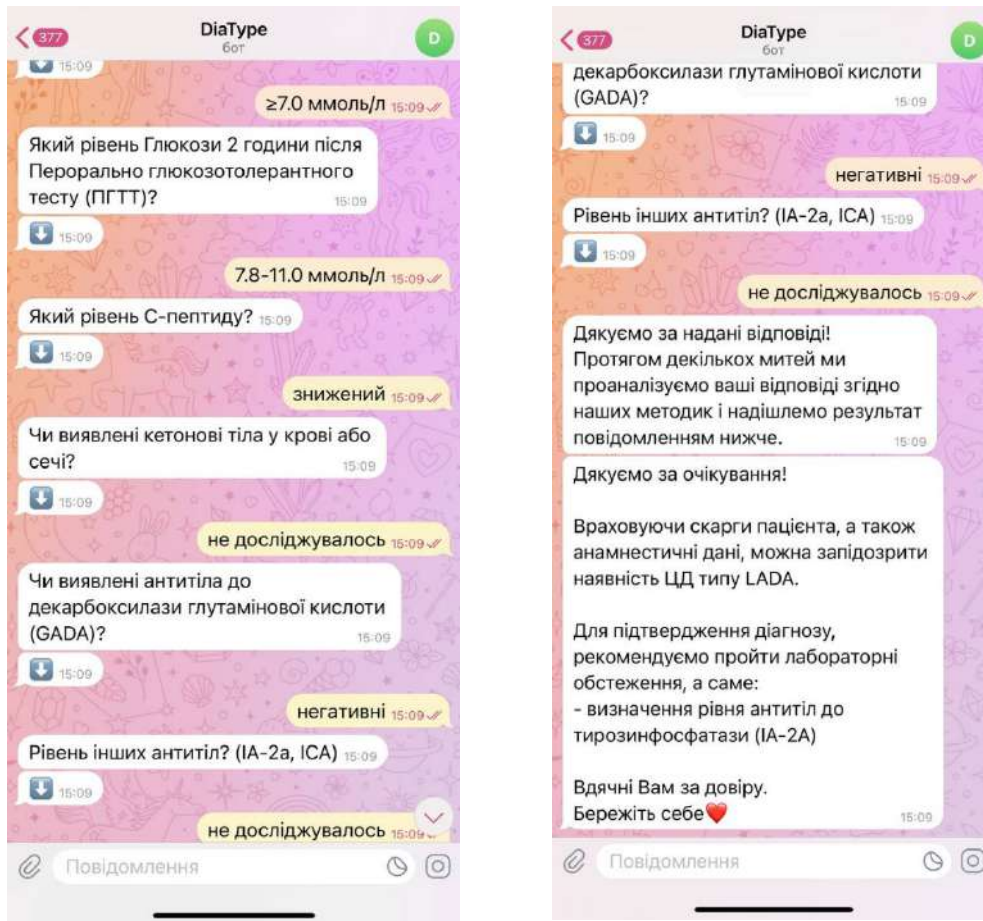 377
DiaType
бот
D
15:09
≥7.0 ммоль/л 15:09
Який рівень Глюкози 2 години після
Перорально глюкозотолерантного
тесту (ПГТТ)?
15:09
15:09
7.8-11.0 ммоль/л 15:09
Який рівень С-пептиду? 15:09
15:09
знижений 15:09
Чи виявлені кетонові тіла у крові або
сечі?
15:09
15:09
не досліджувалось 15:09
Чи виявлені антитіла до
декарбоксилази глутамінової кислоти
(GADA)?
15:09
15:09
негативні 15:09
Рівень інших антитіл? (IA-2a, ICA) 15:09
15:09
не досліджувалось 15:09
Повідомлення
377
DiaType
бот
D
декарбоксилази глутамінової кислоти
(GADA)?
15:09
15:09
негативні 15:09
Рівень інших антитіл? (IA-2a, ICA) 15:09
15:09
не досліджувалось 15:09
Дякуємо за надані відповіді!
Протягом декількох митей ми
проаналізуємо ваші відповіді згідно
наших методик і надішлемо результат
повідомленням нижче.
15:09
Дякуємо за очікування!
Враховуючи скарги пацієнта, а також
анамнестичні дані, можна запідозрити
наявність ЦД типу LADA.
Для підтвердження діагнозу,
рекомендуємо пройти лабораторні
обстеження, а саме:
- визначення рівня антитіл до
тирозинфосфатази (IA-2A)
Вдячні Вам за довіру.
Бережіть себе❤️
15:09
Повідомлення